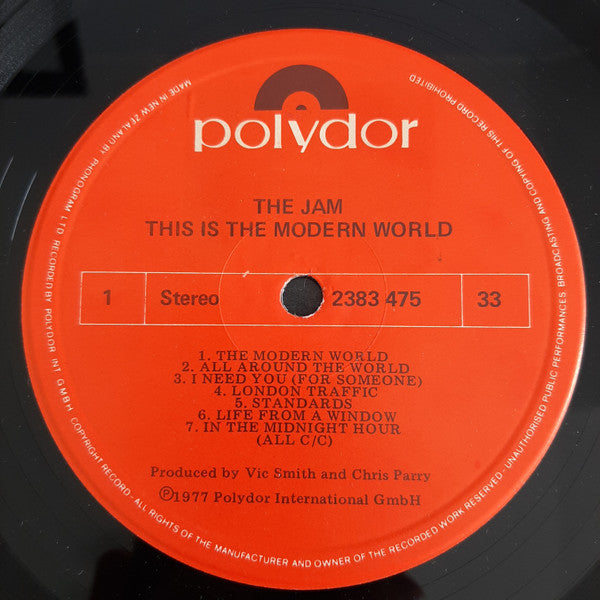 polydor
THE JAM
THIS IS THE MODERN WORLD
1 Stereo 2383 475 33
1. THE MODERN WORLD
2. ALL AROUND THE WORLD
3. I NEED YOU (FOR SOMEONE)
4. LONDON TRAFFIC
5. STANDARDS
6. LIFE FROM A WINDOW
7. IN THE MIDNIGHT HOUR
(ALL C/C)
Produced by Vic Smith and Chris Parry
Ⓟ1977 Polydor International GmbH
MADE IN NEW ZEALAND BY PHONOGRAM LTD. RECORDED BY POLYDOR INT. GMBH COPYRIGHT RECORD - ALL RIGHTS OF THE MANUFACTURER AND OWNER OF THE RECORDED WORK RESERVED - UNAUTHORISED PUBLIC PERFORMANCES, BROADCASTING AND COPYING OF THIS RECORD PROHIBITED